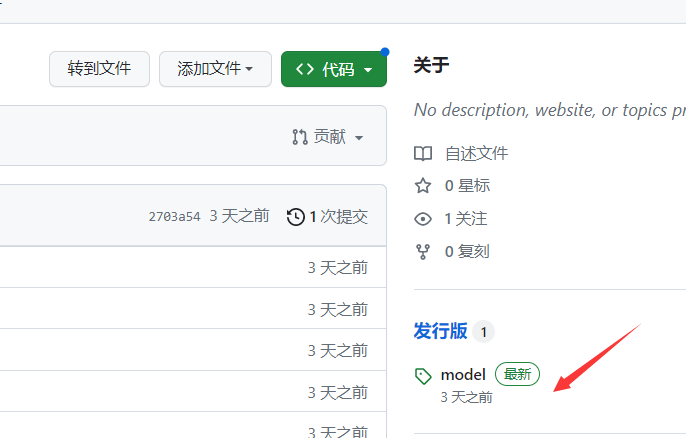 转到文件
添加文件
代码
关于
No description, website, or topics
贡献
自述文件
0 星标
2703a54 3 天之前 1 次提交
1 关注
0 复刻
3 天之前
3 天之前
3 天之前
3 天之前
3 天之前
发行版 1
model 最新
3 天之前